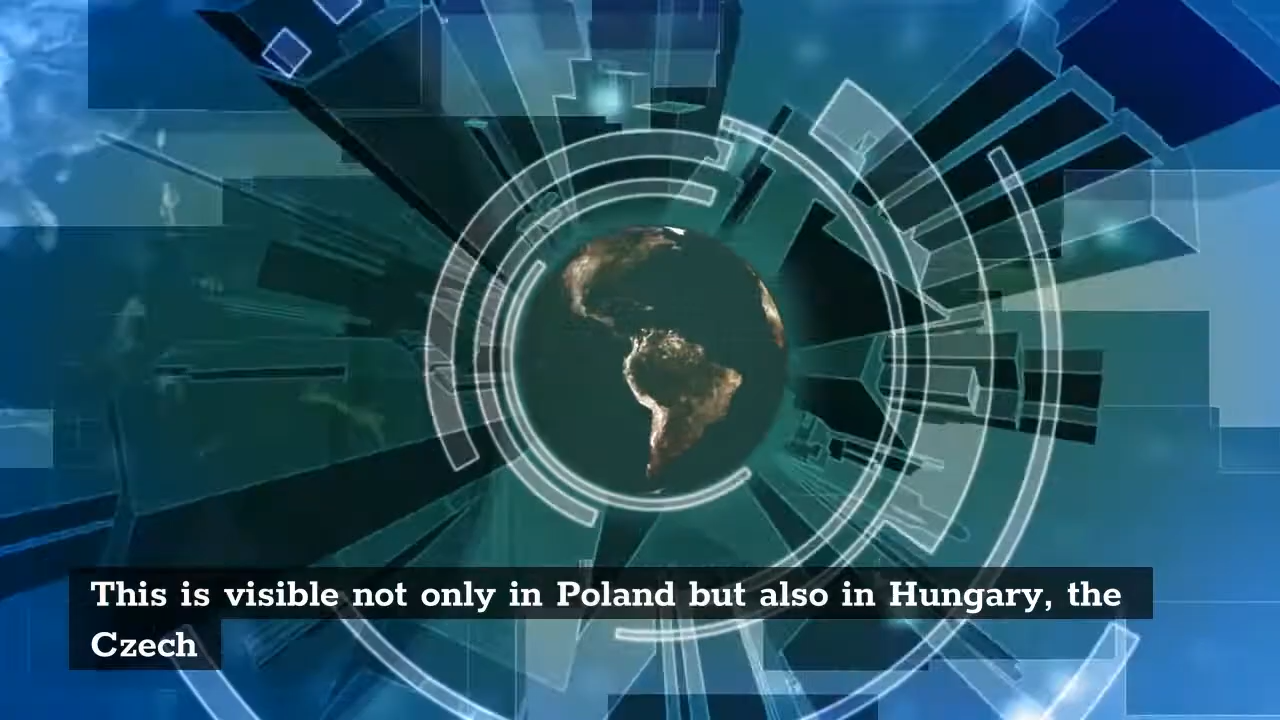 This is visible not only in Poland but also in Hungary, the
Czech